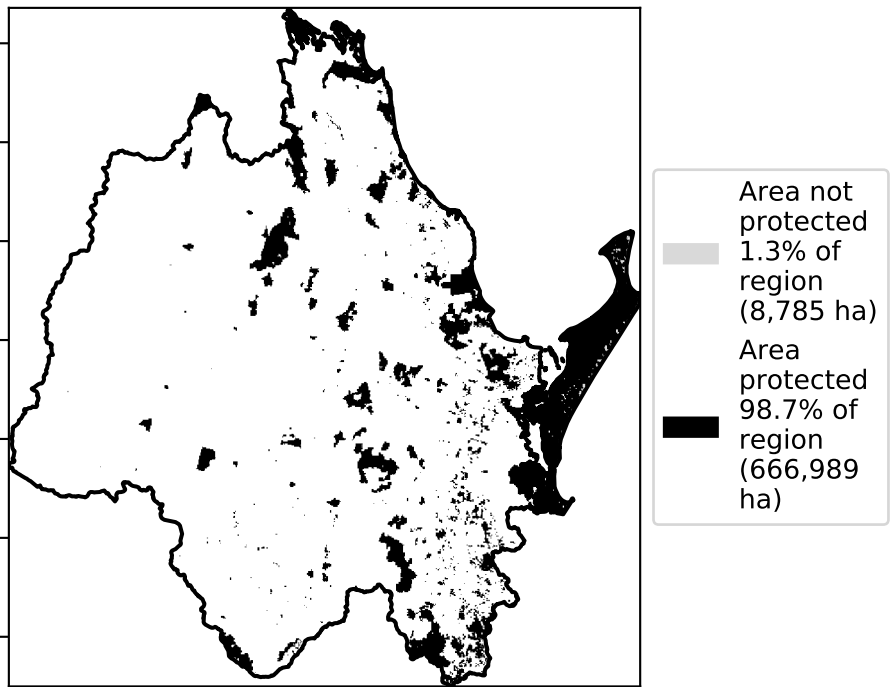 Area not
protected
1.3% of
region
(8,785 ha)
Area
protected
98.7% of
region
(666,989
ha)